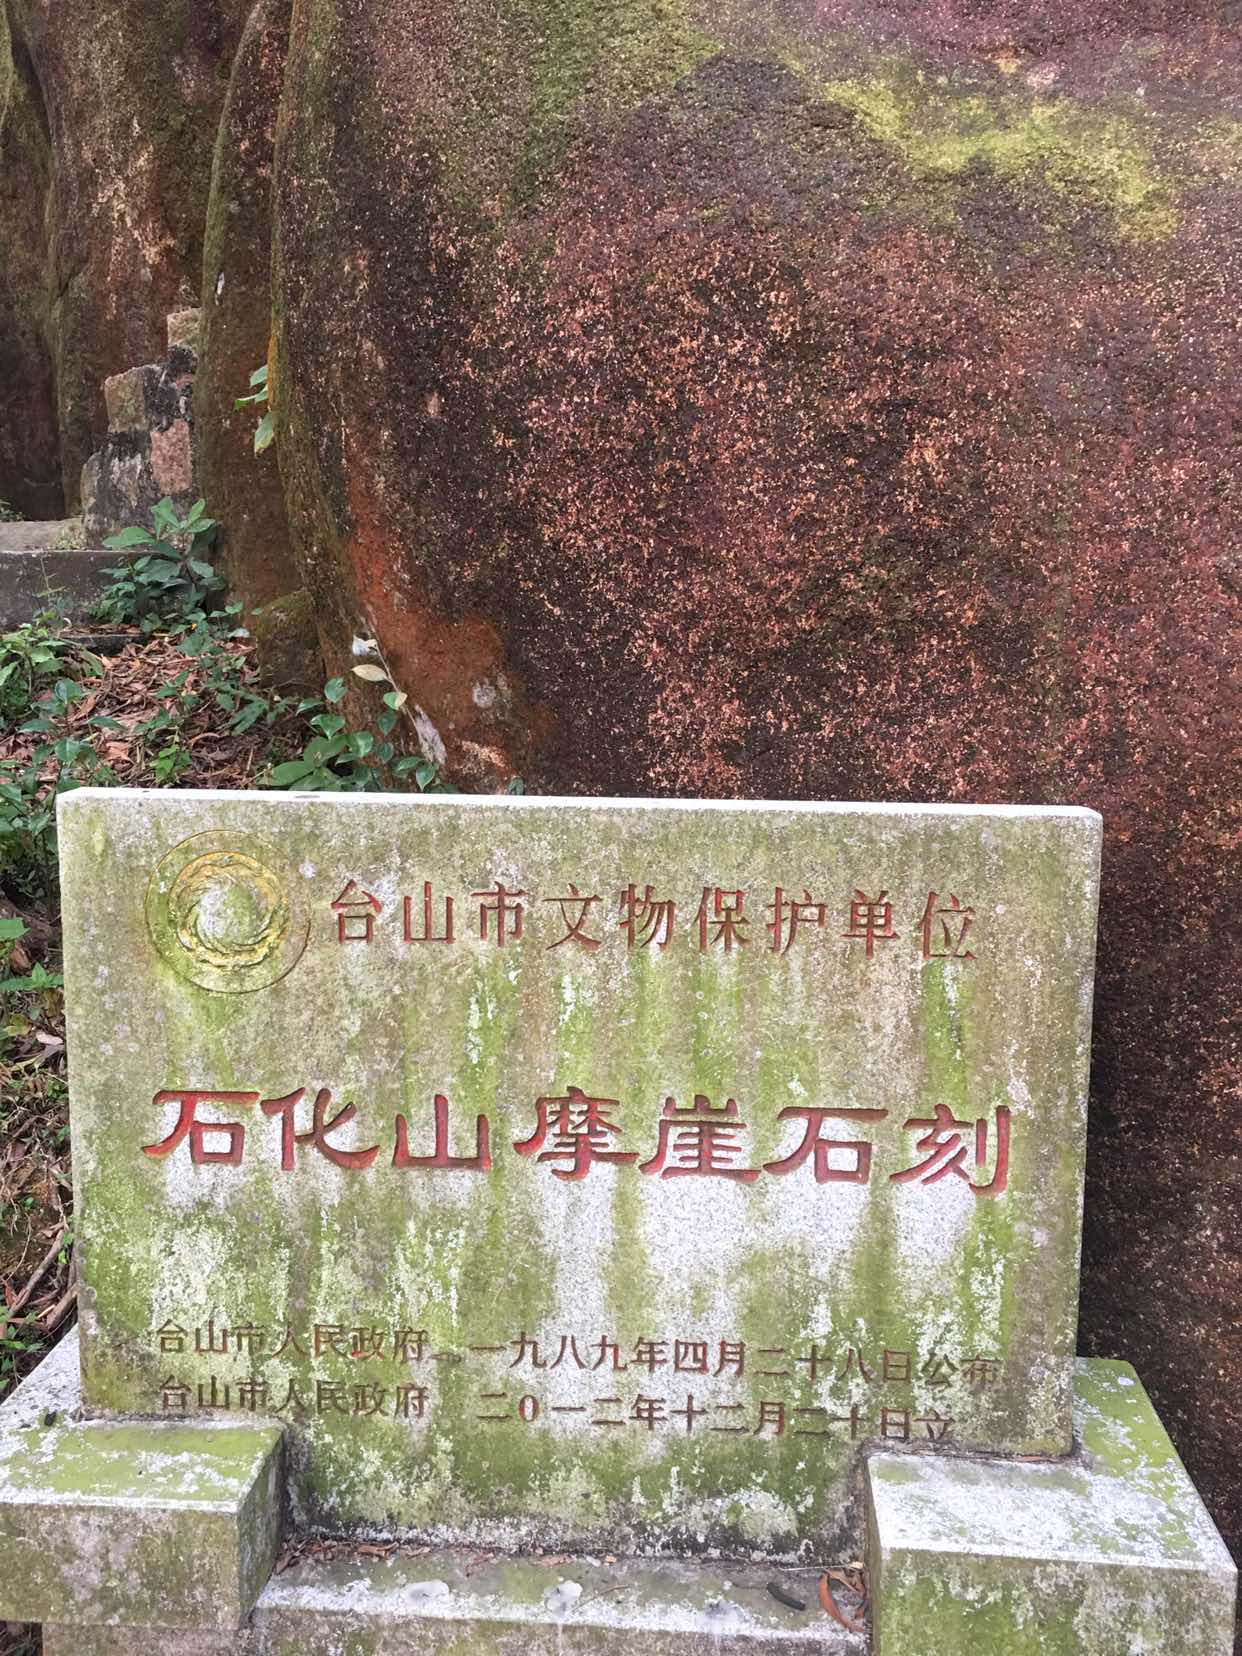 台山市文物保护单位
石化山摩崖石刻
台山市人民政府 一九八九年四月二十八日公布
台山市人民政府 二0一二年十二月二十日立